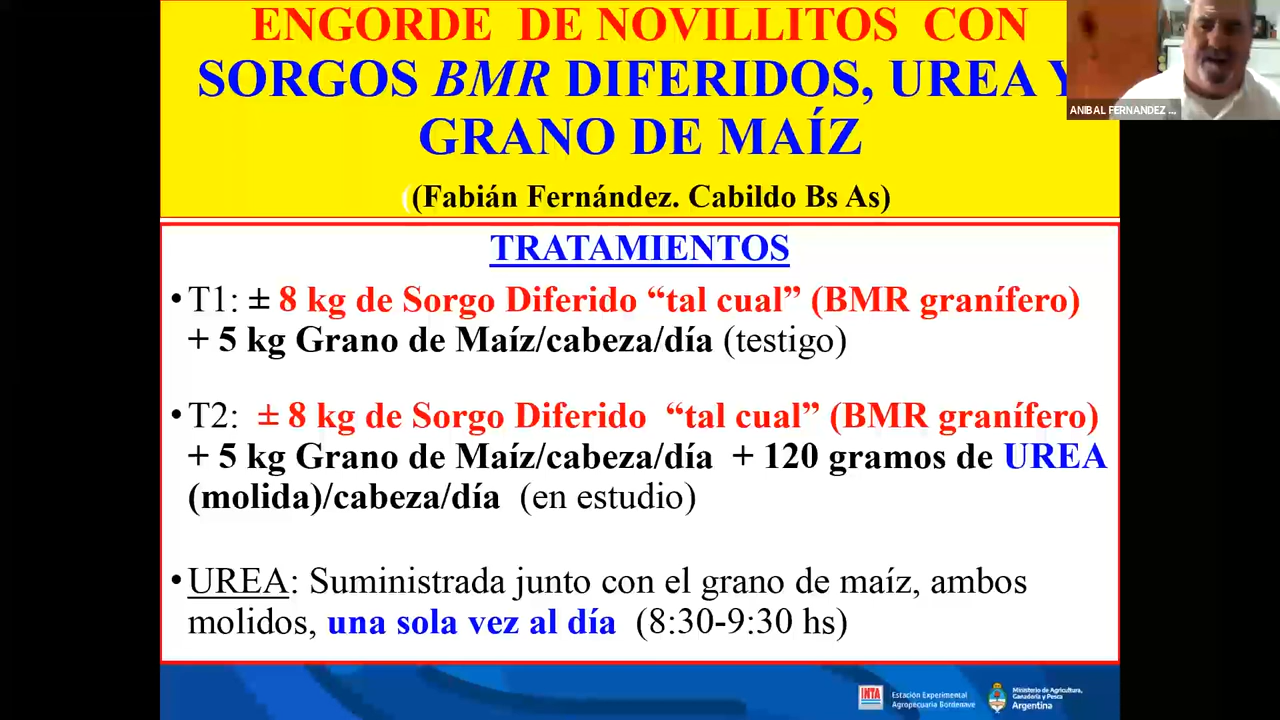 ENGORDE DE NOVILLITOS CON
SORGOS BMR DIFERIDOS, UREA Y
GRANO DE MAÍZ
((Fabián Fernández. Cabildo Bs As)
ANIBAL FERNANDEZ ...
TRATAMIENTOS
• T1: ± 8 kg de Sorgo Diferido “tal cual” (BMR granífero)
+ 5 kg Grano de Maíz/cabeza/día (testigo)
• T2: ± 8 kg de Sorgo Diferido “tal cual” (BMR granífero)
+ 5 kg Grano de Maíz/cabeza/día + 120 gramos de UREA
(molida)/cabeza/día (en estudio)
• UREA: Suministrada junto con el grano de maíz, ambos
molidos, una sola vez al día (8:30-9:30 hs)
INTA
Estación Experimental
Agropecuaria Bordenave
Ministerio de Agricultura,
Ganadería y Pesca
Argentina